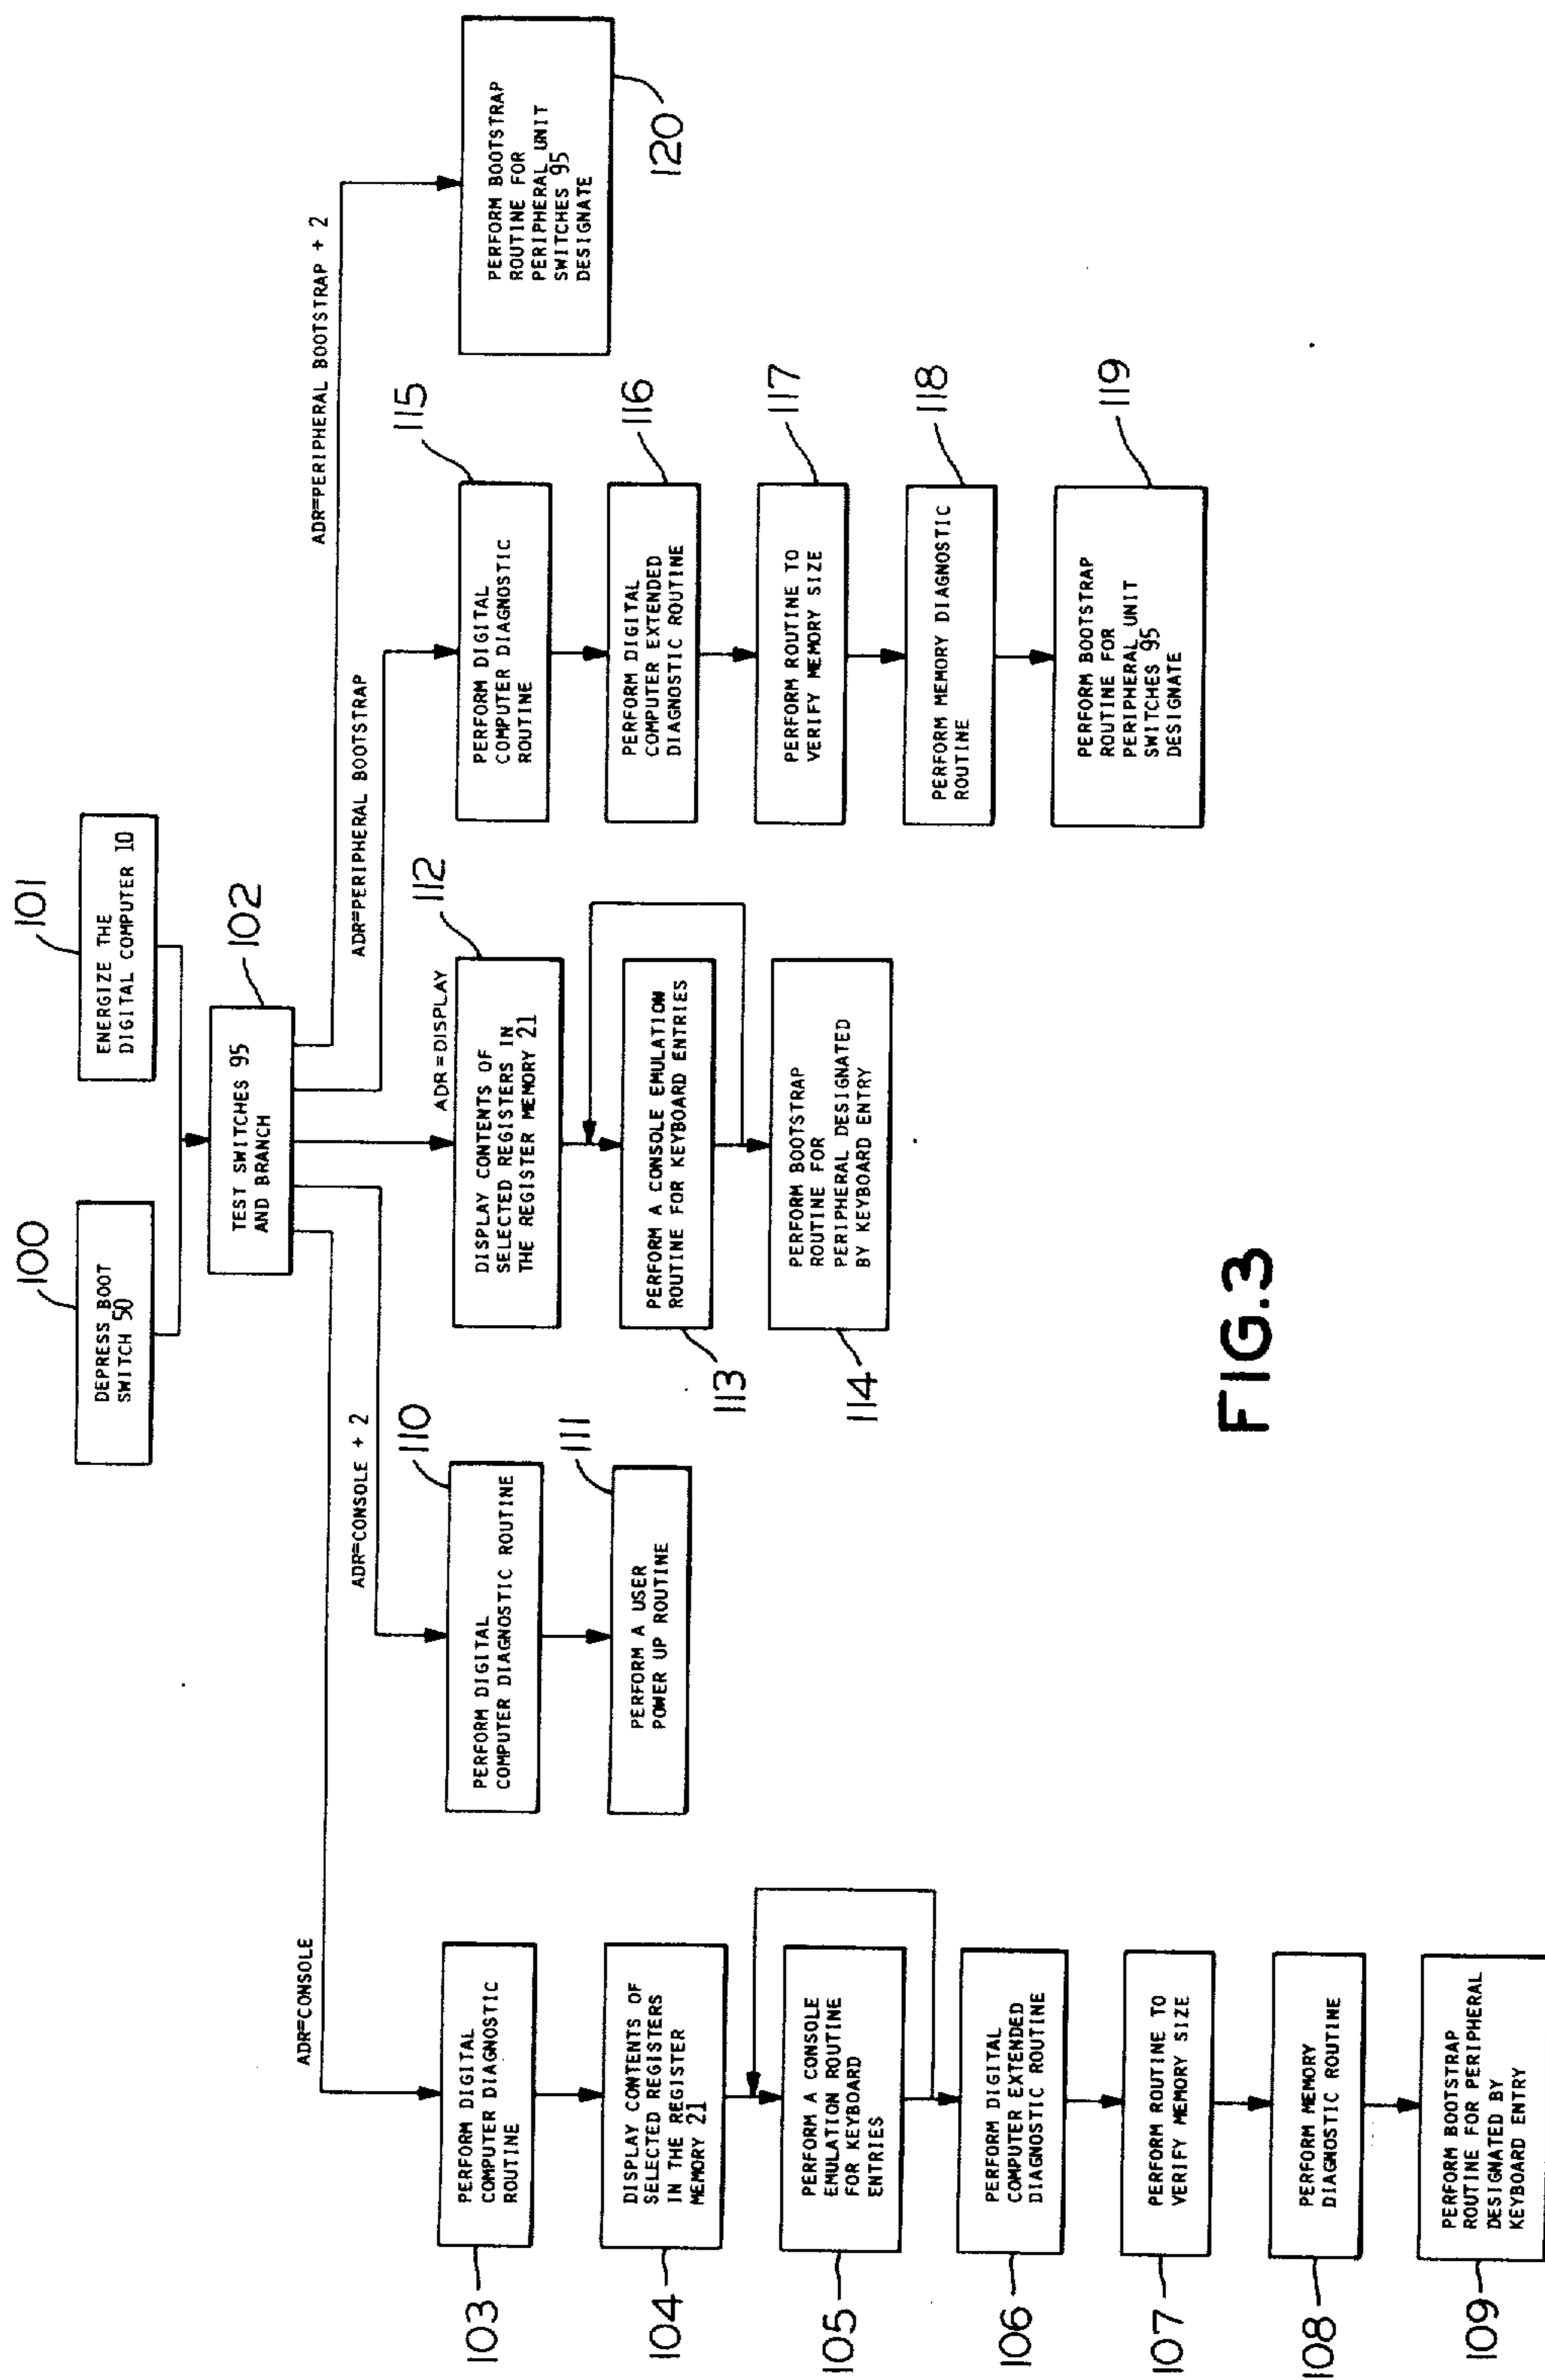 100
DEPRESS BOOT
SWITCH 50
101
ENERGIZE THE
DIGITAL COMPUTER 10
102
TEST SWITCHES 95
AND BRANCH
ADR=CONSOLE
103
PERFORM DIGITAL
COMPUTER DIAGNOSTIC
ROUTINE
104
DISPLAY CONTENTS OF
SELECTED REGISTERS
IN THE REGISTER
MEMORY 21
105
PERFORM A CONSOLE
EMULATION ROUTINE
FOR KEYBOARD
ENTRIES
106
PERFORM DIGITAL
COMPUTER EXTENDED
DIAGNOSTIC ROUTINE
107
PERFORM ROUTINE TO
VERIFY MEMORY SIZE
108
PERFORM MEMORY
DIAGNOSTIC ROUTINE
109
PERFORM BOOTSTRAP
ROUTINE FOR PERIPHERAL
DESIGNATED BY
KEYBOARD ENTRY
ADR=CONSOLE + 2
110
PERFORM DIGITAL
COMPUTER DIAGNOSTIC ROUTINE
111
PERFORM A USER
POWER UP ROUTINE
ADR=DISPLAY
112
DISPLAY CONTENTS OF
SELECTED REGISTERS IN
THE REGISTER MEMORY 21
113
PERFORM A CONSOLE EMULATION
ROUTINE FOR KEYBOARD ENTRIES
114
PERFORM BOOTSTRAP
ROUTINE FOR
PERIPHERAL DESIGNATED
BY KEYBOARD ENTRY
ADR=PERIPHERAL BOOTSTRAP
115
PERFORM DIGITAL
COMPUTER DIAGNOSTIC
ROUTINE
116
PERFORM DIGITAL
COMPUTER EXTENDED
DIAGNOSTIC ROUTINE
117
PERFORM ROUTINE TO
VERIFY MEMORY SIZE
118
PERFORM MEMORY DIAGNOSTIC
ROUTINE
119
PERFORM BOOTSTRAP
ROUTINE FOR
PERIPHERAL UNIT
SWITCHES 95
DESIGNATE
ADR=PERIPHERAL BOOTSTRAP + 2
120
PERFORM BOOTSTRAP
ROUTINE FOR
PERIPHERAL UNIT
SWITCHES 95
DESIGNATE
FIG.3